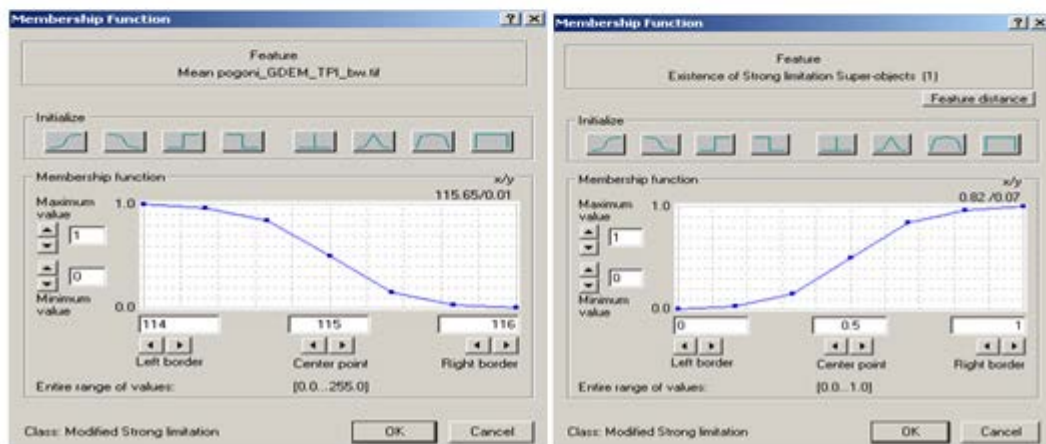 Membership Function
Feature
Mean pogoni_GDEM_TPI_bw.tif
Initialize
Membership function
x/y
115.65/0.01
Maximum
value
1.0
1
0
Minimum
value
0.0
114
115
116
Left border
Center point
Right border
Entire range of values:
[0.0...255.0]
Class: Modified Strong limitation
OK
Cancel
Membership Function
Feature
Existence of Strong limitation Super-objects (1)
Feature distance
Initialize
Membership function
x/y
0.82 /0.07
Maximum
value
1.0
1
0
Minimum
value
0.0
0
0.5
1
Left border
Center point
Right border
Entire range of values:
[0.0...1.0]
Class: Modified Strong limitation
OK
Cancel